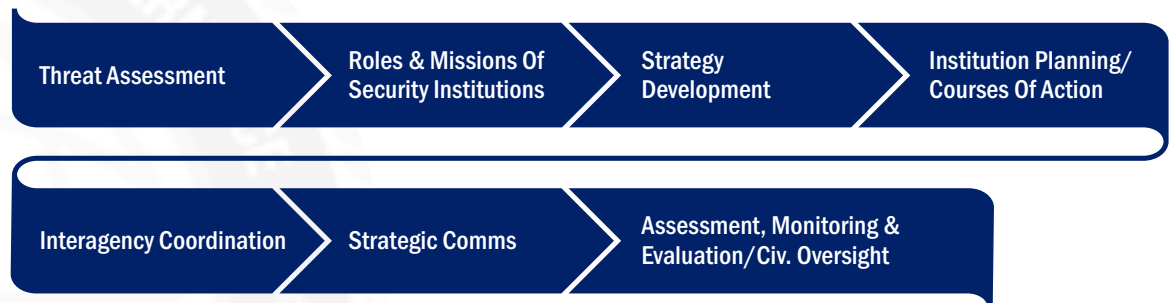 Threat Assessment
Roles & Missions Of
Security Institutions
Strategy
Development
Institution Planning/
Courses Of Action
Interagency Coordination
Strategic Comms
Assessment, Monitoring &
Evaluation/Civ. Oversight